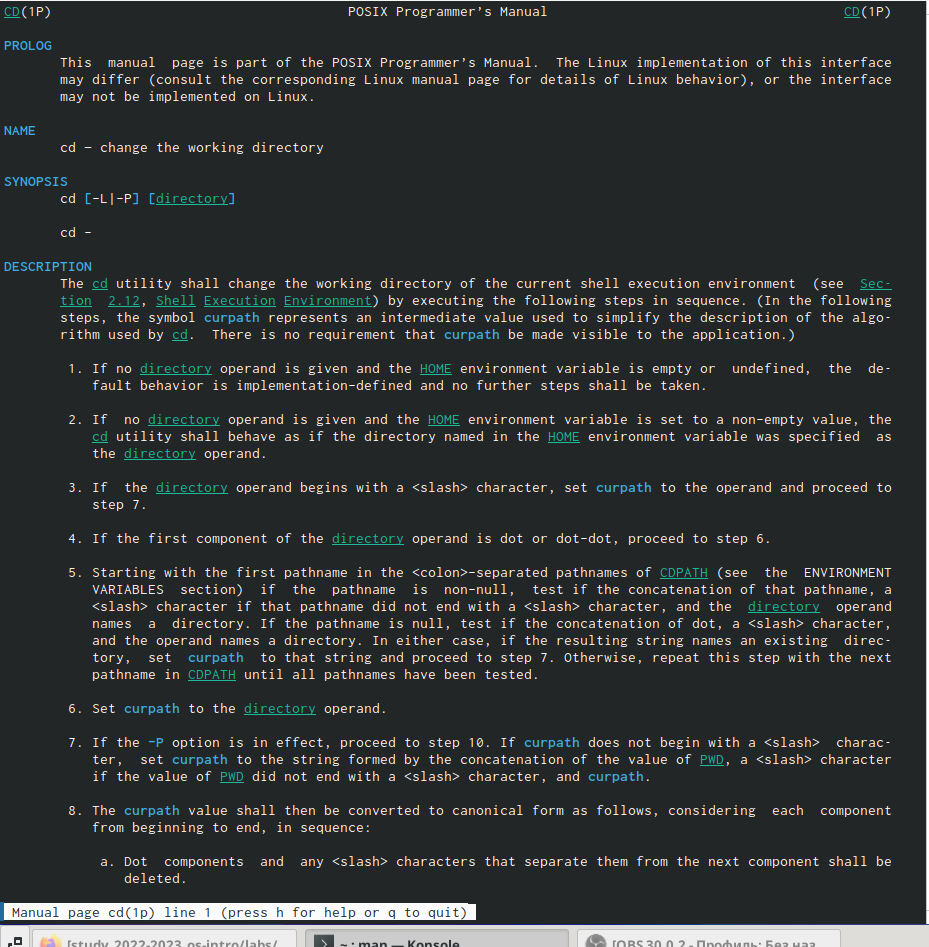 CD(1P) POSIX Programmer’s Manual CD(1P)
PROLOG
This manual page is part of the POSIX Programmer’s Manual. The Linux implementation of this interface
may differ (consult the corresponding Linux manual page for details of Linux behavior), or the interface
may not be implemented on Linux.
NAME
cd — change the working directory
SYNOPSIS
cd [-L|-P] [directory]
cd -
DESCRIPTION
The cd utility shall change the working directory of the current shell execution environment (see Sec‐
tion 2.12, Shell Execution Environment) by executing the following steps in sequence. (In the following
steps, the symbol curpath represents an intermediate value used to simplify the description of the algo‐
rithm used by cd. There is no requirement that curpath be made visible to the application.)
1. If no directory operand is given and the HOME environment variable is empty or undefined, the de‐
fault behavior is implementation-defined and no further steps shall be taken.
2. If no directory operand is given and the HOME environment variable is set to a non-empty value, the
cd utility shall behave as if the directory named in the HOME environment variable was specified as
the directory operand.
3. If the directory operand begins with a <slash> character, set curpath to the operand and proceed to
step 7.
4. If the first component of the directory operand is dot or dot-dot, proceed to step 6.
5. Starting with the first pathname in the <colon>-separated pathnames of CDPATH (see the ENVIRONMENT
VARIABLES section) if the pathname is non-null, test if the concatenation of that pathname, a
<slash> character if that pathname did not end with a <slash> character, and the directory operand
names a directory. If the pathname is null, test if the concatenation of dot, a <slash> character,
and the operand names a directory. In either case, if the resulting string names an existing direc‐
tory, set curpath to that string and proceed to step 7. Otherwise, repeat this step with the next
pathname in CDPATH until all pathnames have been tested.
6. Set curpath to the directory operand.
7. If the -P option is in effect, proceed to step 10. If curpath does not begin with a <slash> charac‐
ter, set curpath to the string formed by the concatenation of the value of PWD, a <slash> character
if the value of PWD did not end with a <slash> character, and curpath.
8. The curpath value shall then be converted to canonical form as follows, considering each component
from beginning to end, in sequence:
a. Dot components and any <slash> characters that separate them from the next component shall be
deleted.
Manual page cd(1p) line 1 (press h for help or q to quit)
[study_2022-2023_os-intro/labs/ ~ : man — Konsole [OBS 30.0.2 - Профиль: Без наз